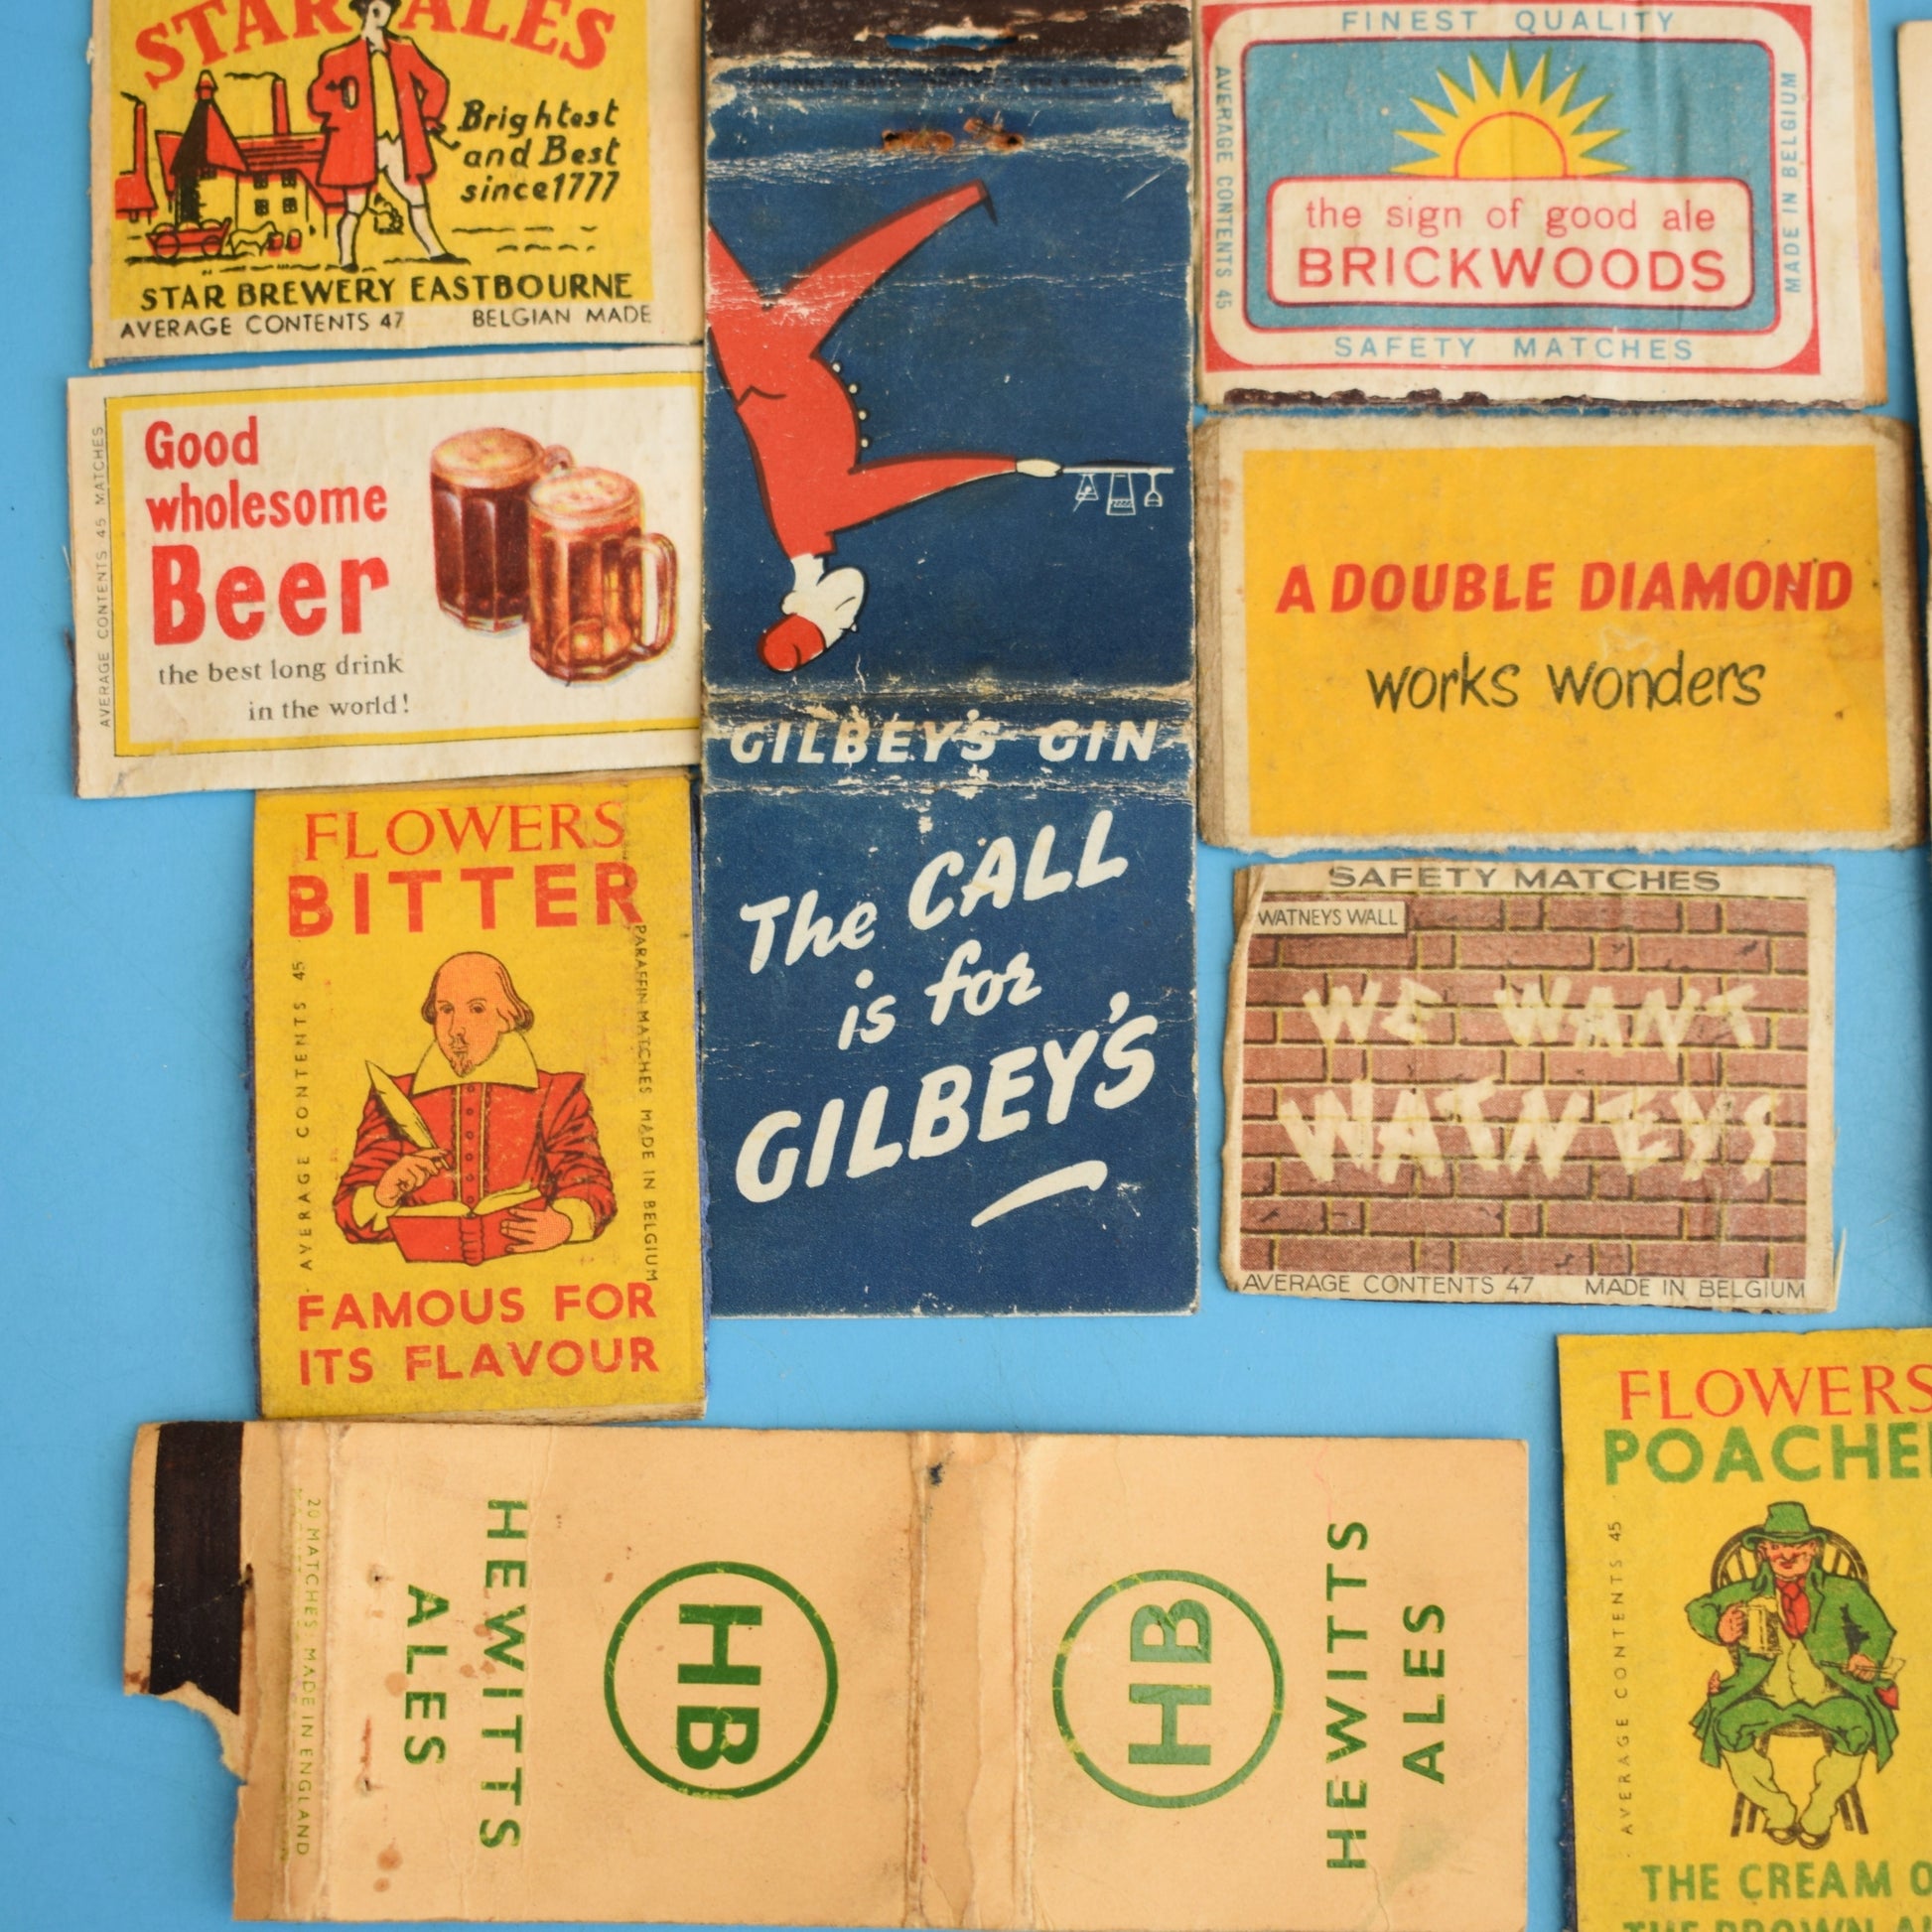 STAR ALES
Brightest
and Best
since 1777
STAR BREWERY EASTBOURNE
AVERAGE CONTENTS 47 BELGIAN MADE
AVERAGE CONTENTS 45 MATCHES
Good
wholesome
Beer
the best long drink
in the world!
FLOWERS
BITTER
AVERAGE CONTENTS 45
PARAFFIN MATCHES MADE IN BELGIUM
FAMOUS FOR
ITS FLAVOUR
GILBEY'S GIN
The CALL
is for
GILBEY'S
FINEST QUALITY
AVERAGE CONTENTS 45
MADE IN BELGIUM
the sign of good ale
BRICKWOODS
SAFETY MATCHES
A DOUBLE DIAMOND
works wonders
SAFETY MATCHES
WATNEYS WALL
WE WANT
WATNEYS
AVERAGE CONTENTS 47 MADE IN BELGIUM
20 MATCHES MADE IN ENGLAND
HEWITTS
ALES
HB
HB
HEWITTS
ALES
FLOWERS
POACHE
AVERAGE CONTENTS 45
THE CREAM O
THE BROWN A